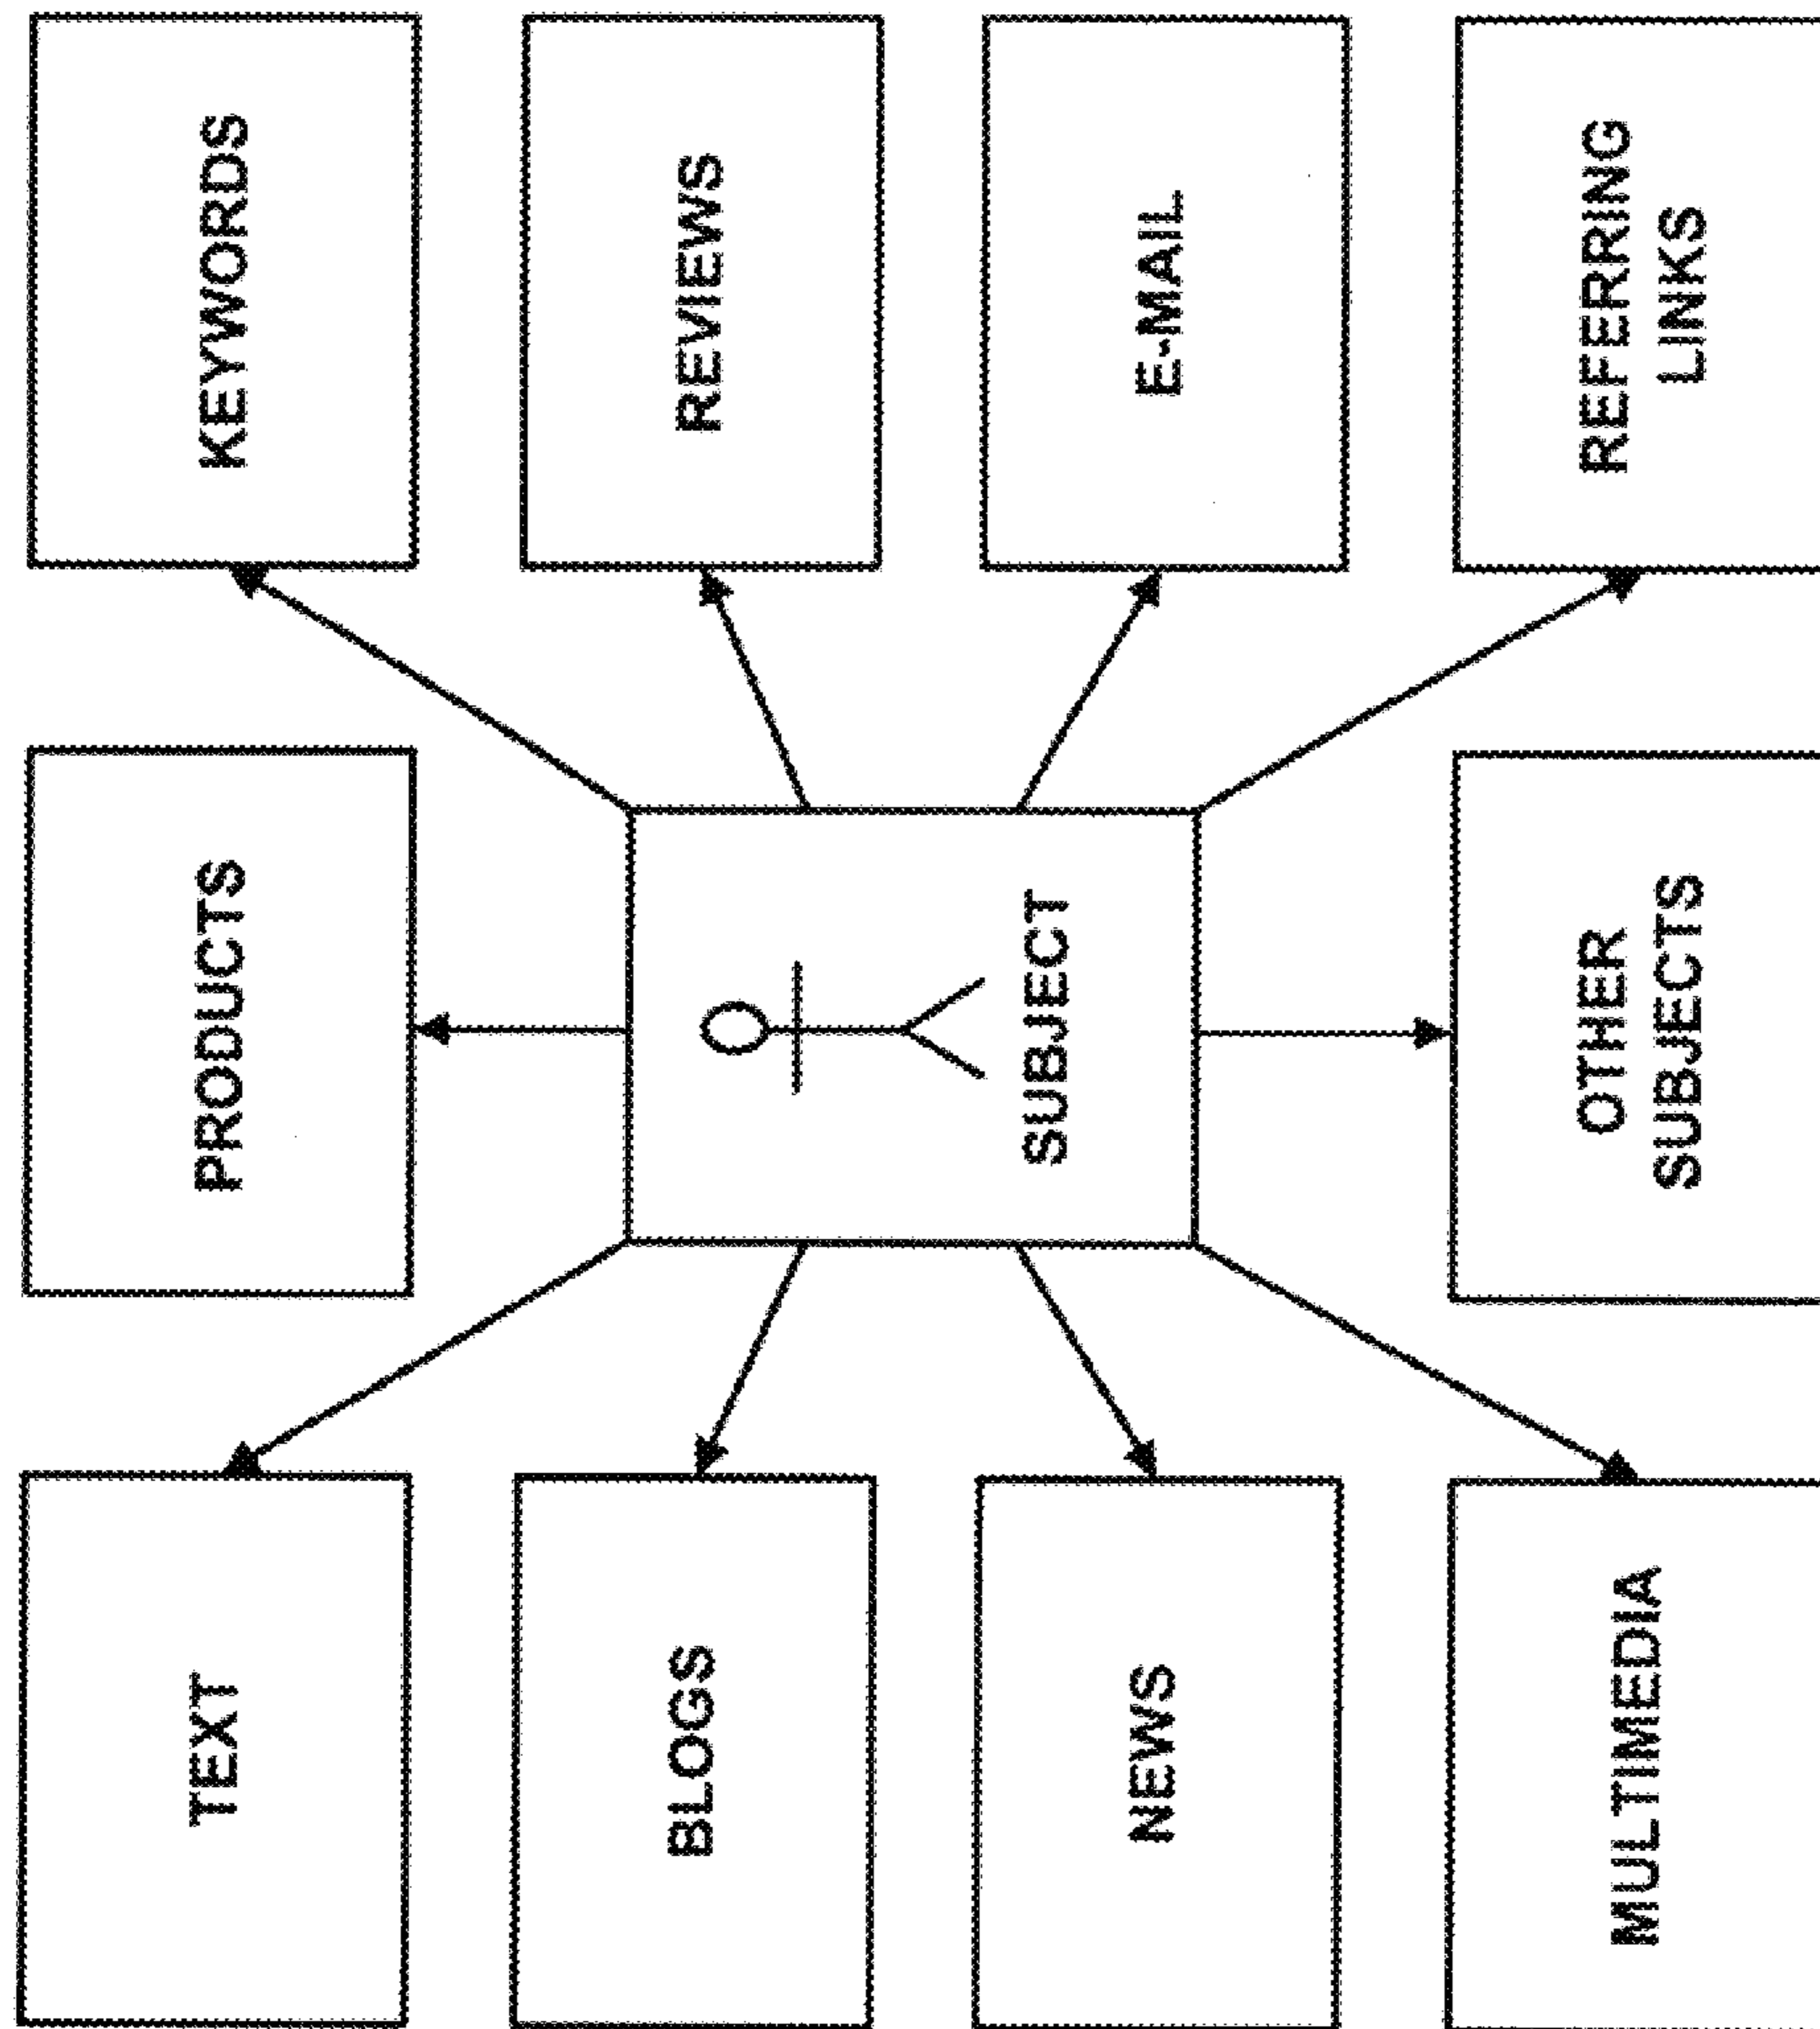 TEXT
PRODUCTS
KEYWORDS
BLOGS
REVIEWS
SUBJECT
NEWS
E-MAIL
MULTIMEDIA
OTHER
SUBJECTS
REFERRING
LINKS